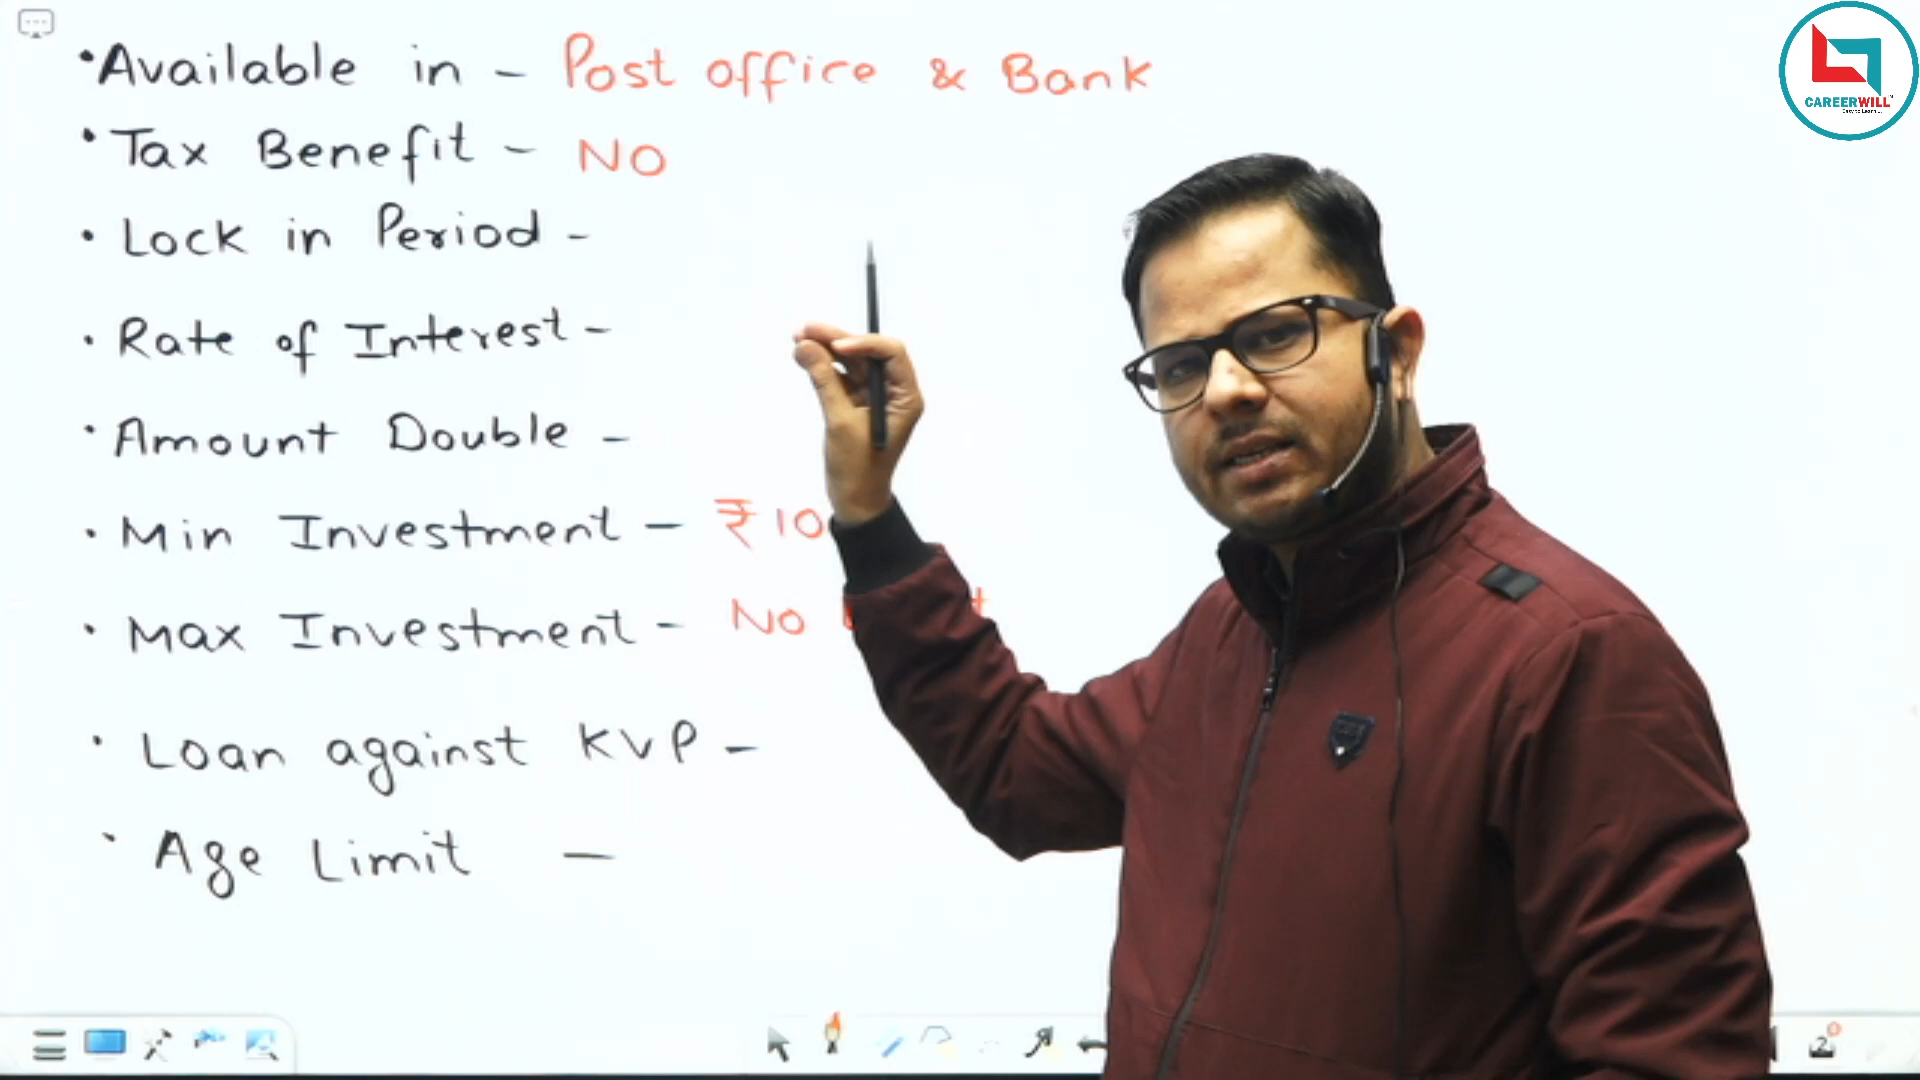 •Available in - Post office & Bank
•Tax Benefit - NO
• Lock in Period -
• Rate of Interest -
•Amount Double -
• Min Investment - ₹10
• Max Investment - No
• Loan against KVP -
• Age Limit -
CAREERWILL
2